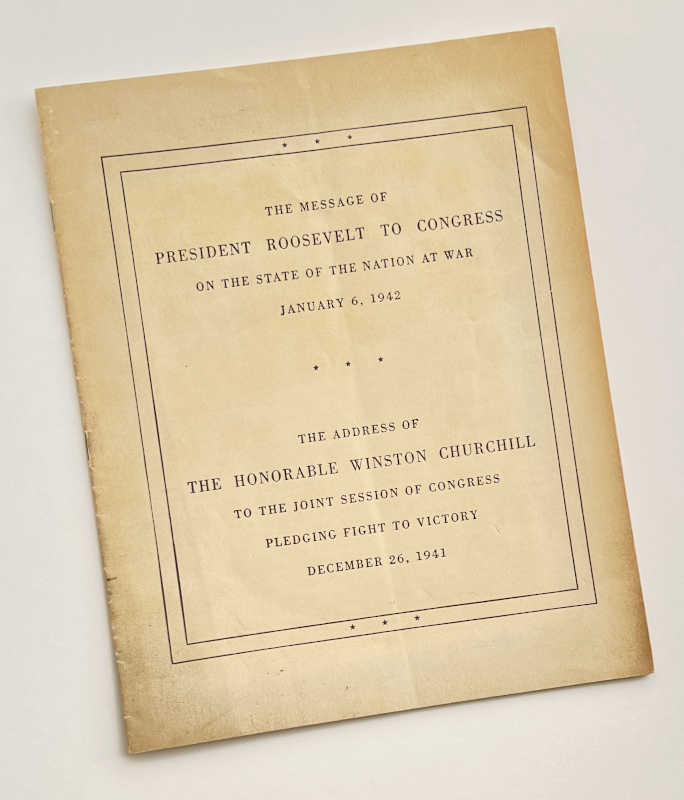 THE MESSAGE OF
PRESIDENT ROOSEVELT TO CONGRESS
ON THE STATE OF THE NATION AT WAR
JANUARY 6, 1942
THE ADDRESS OF
THE HONORABLE WINSTON CHURCHILL
TO THE JOINT SESSION OF CONGRESS
PLEDGING FIGHT TO VICTORY
DECEMBER 26, 1941